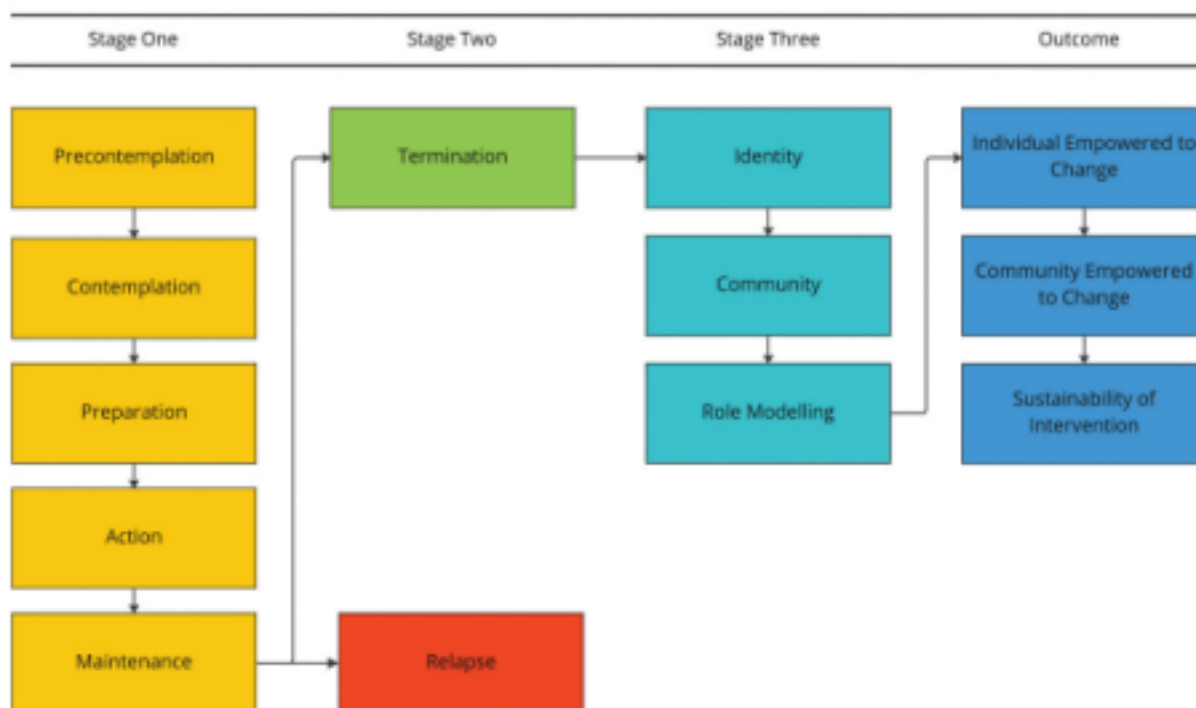 Stage One
Stage Two
Stage Three
Outcome
Precontemplation
Contemplation
Preparation
Action
Maintenance
Termination
Relapse
Identity
Community
Role Modelling
Individual Empowered to
Change
Community Empowered
to Change
Sustainability of
Intervention